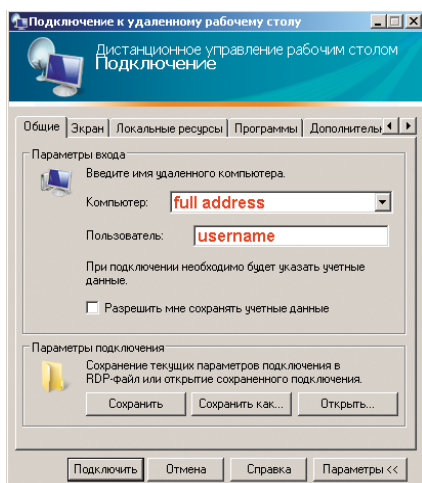 Подключение к удаленному рабочему столу
Дистанционное управление рабочим столом
Подключение
Общие Экран Локальные ресурсы Программы Дополнительн
Параметры входа
Введите имя удаленного компьютера.
Компьютер: full address
Пользователь: username
При подключении необходимо будет указать учетные
данные.
Разрешить мне сохранять учетные данные
Параметры подключения
Сохранение текущих параметров подключения в
RDP-файл или открытие сохраненного подключения.
Сохранить Сохранить как... Открыть...
Подключить Отмена Справка Параметры <<